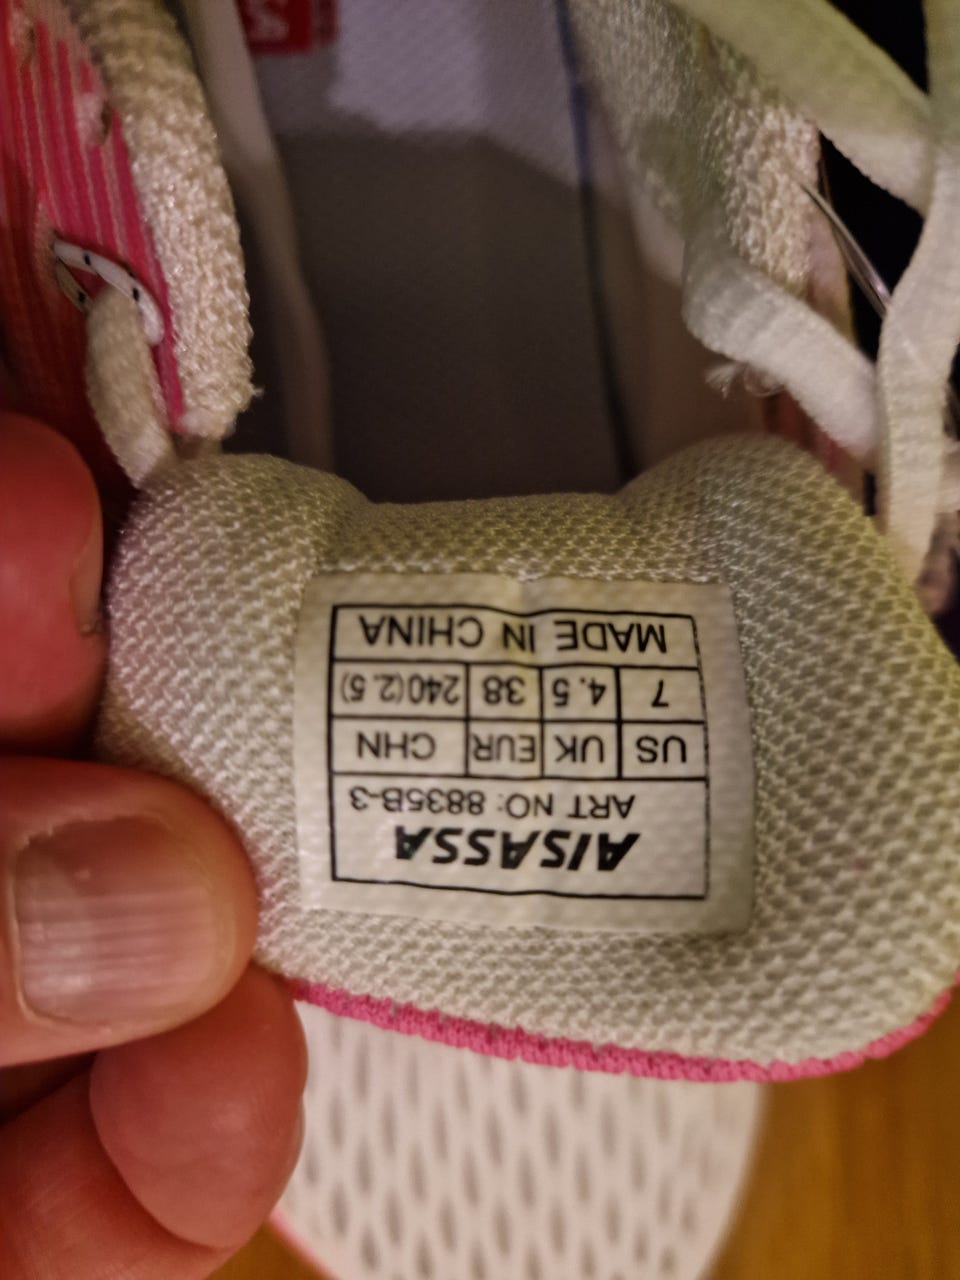 AISASSA
ART NO: 8835B-3
US UK EUR CHN
7 4.5 38 240(2.5)
MADE IN CHINA